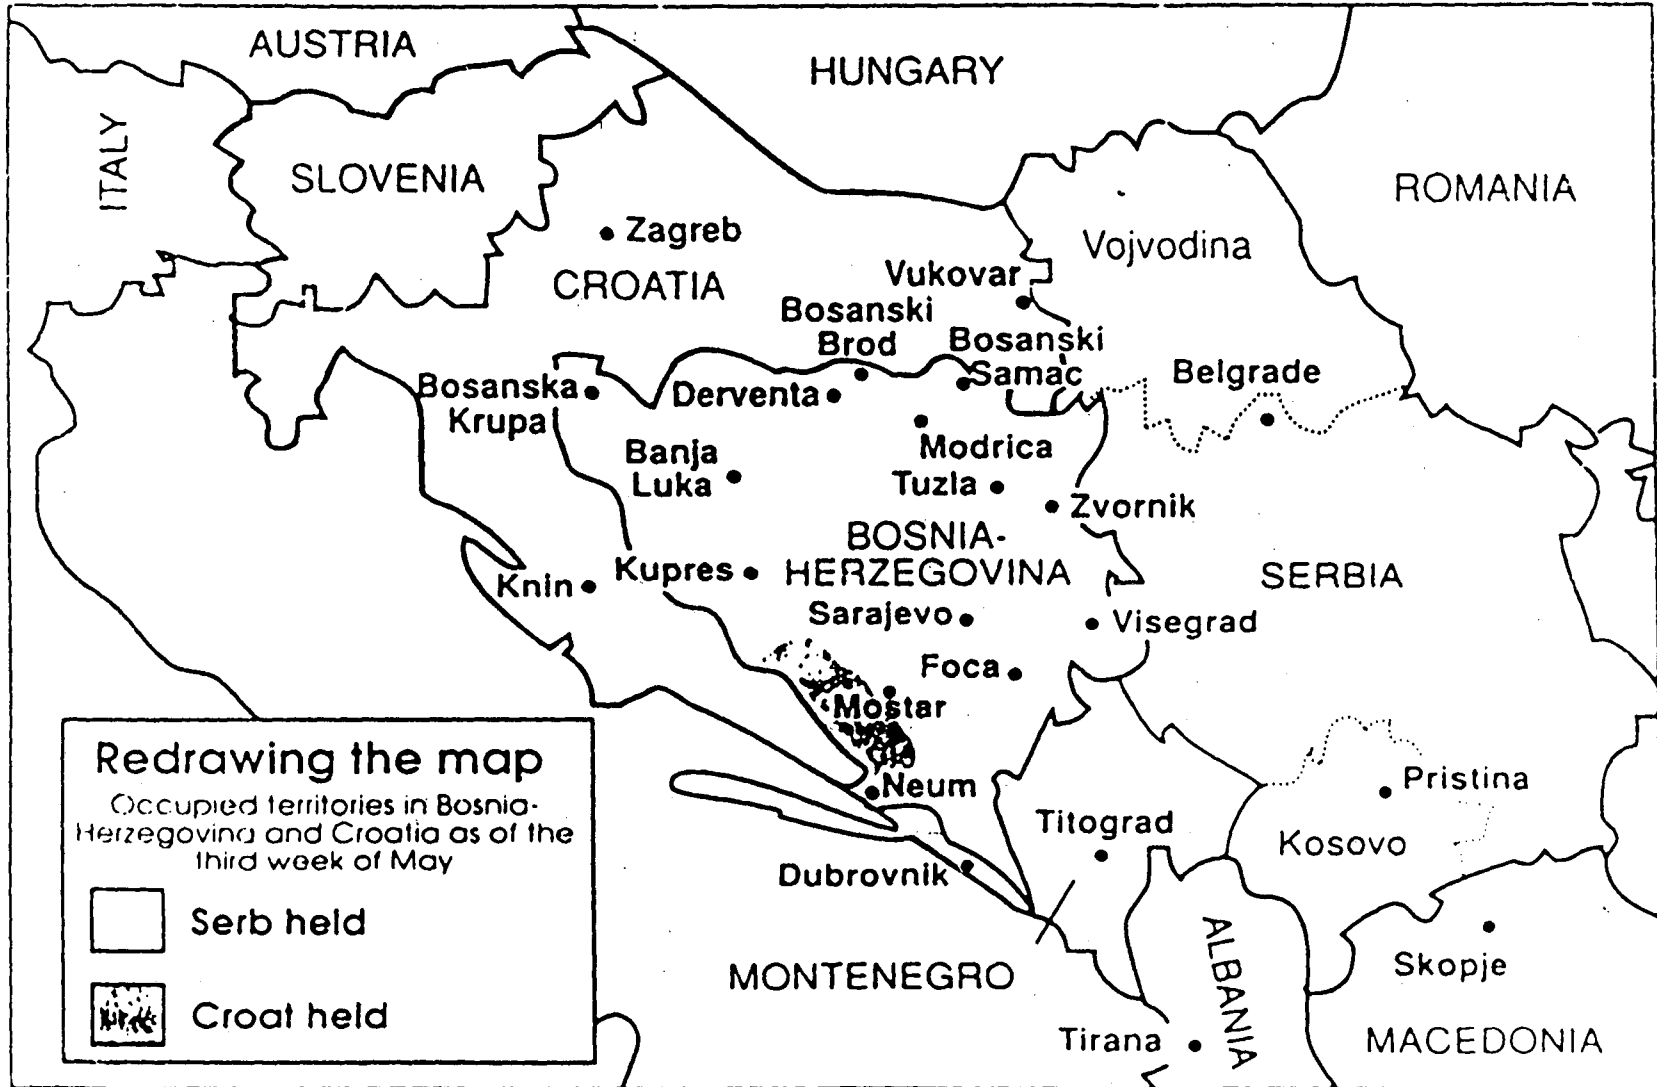 AUSTRIA
HUNGARY
ITALY
SLOVENIA
ROMANIA
Zagreb
Vojvodina
CROATIA
Vukovar
Bosanski
Brod
Bosanski
Samac
Belgrade
Bosanska
Krupa
Derventa
Modrica
Banja
Luka
Tuzla
Zvornik
BOSNIA-
HERZEGOVINA
SERBIA
Knin
Kupres
Sarajevo
Visegrad
Foca
Mostar
Neum
Pristina
Titograd
Kosovo
Dubrovnik
ALBANIA
Skopje
MONTENEGRO
Tirana
MACEDONIA
Redrawing the map
Occupied territories in Bosnia-
Herzegovina and Croatia as of the
third week of May
Serb held
Croat held